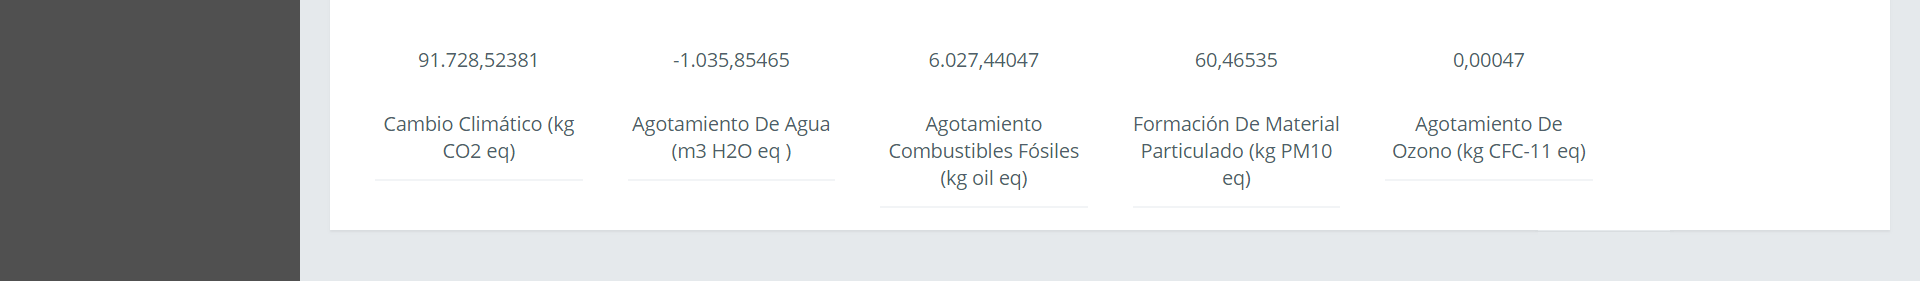 91.728,52381
-1.035,85465
6.027,44047
60,46535
0,00047
Cambio Climático (kg
CO2 eq)
Agotamiento De Agua
(m3 H2O eq )
Agotamiento
Combustibles Fósiles
(kg oil eq)
Formación De Material
Particulado (kg PM10
eq)
Agotamiento De
Ozono (kg CFC-11 eq)